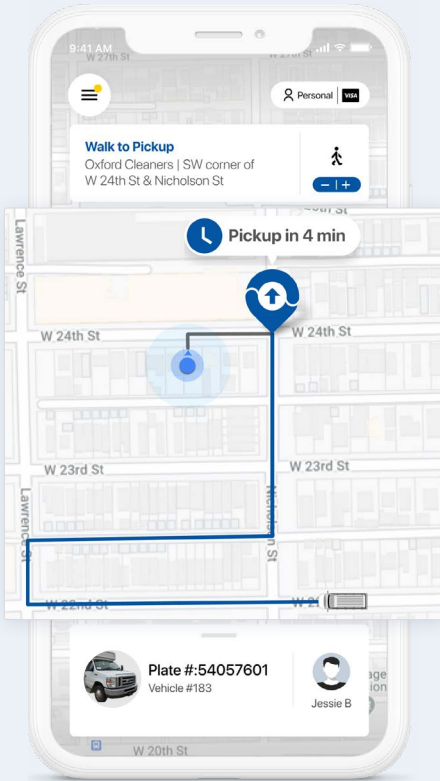 9:41 AM
W 27th St
Personal
VISA
Walk to Pickup
Oxford Cleaners | SW corner of
W 24th St & Nicholson St
− | +
Lawrence St
Pickup in 4 min
W 24th St
W 24th St
W 23rd St
W 23rd St
Lawrence St
Nicholson St
W 22nd St
Plate #:54057601
Vehicle #183
Jessie B
W 20th St